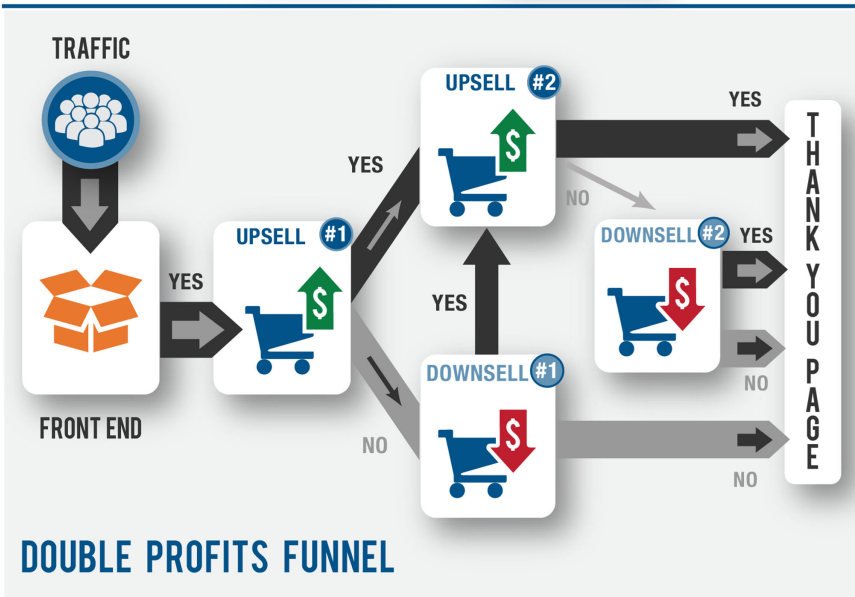 TRAFFIC
FRONT END
YES
UPSELL #1
$
YES
NO
UPSELL #2
$
YES
DOWNSELL #1
$
YES
NO
DOWNSELL #2
$
YES
NO
NO
THANK YOU PAGE
DOUBLE PROFITS FUNNEL